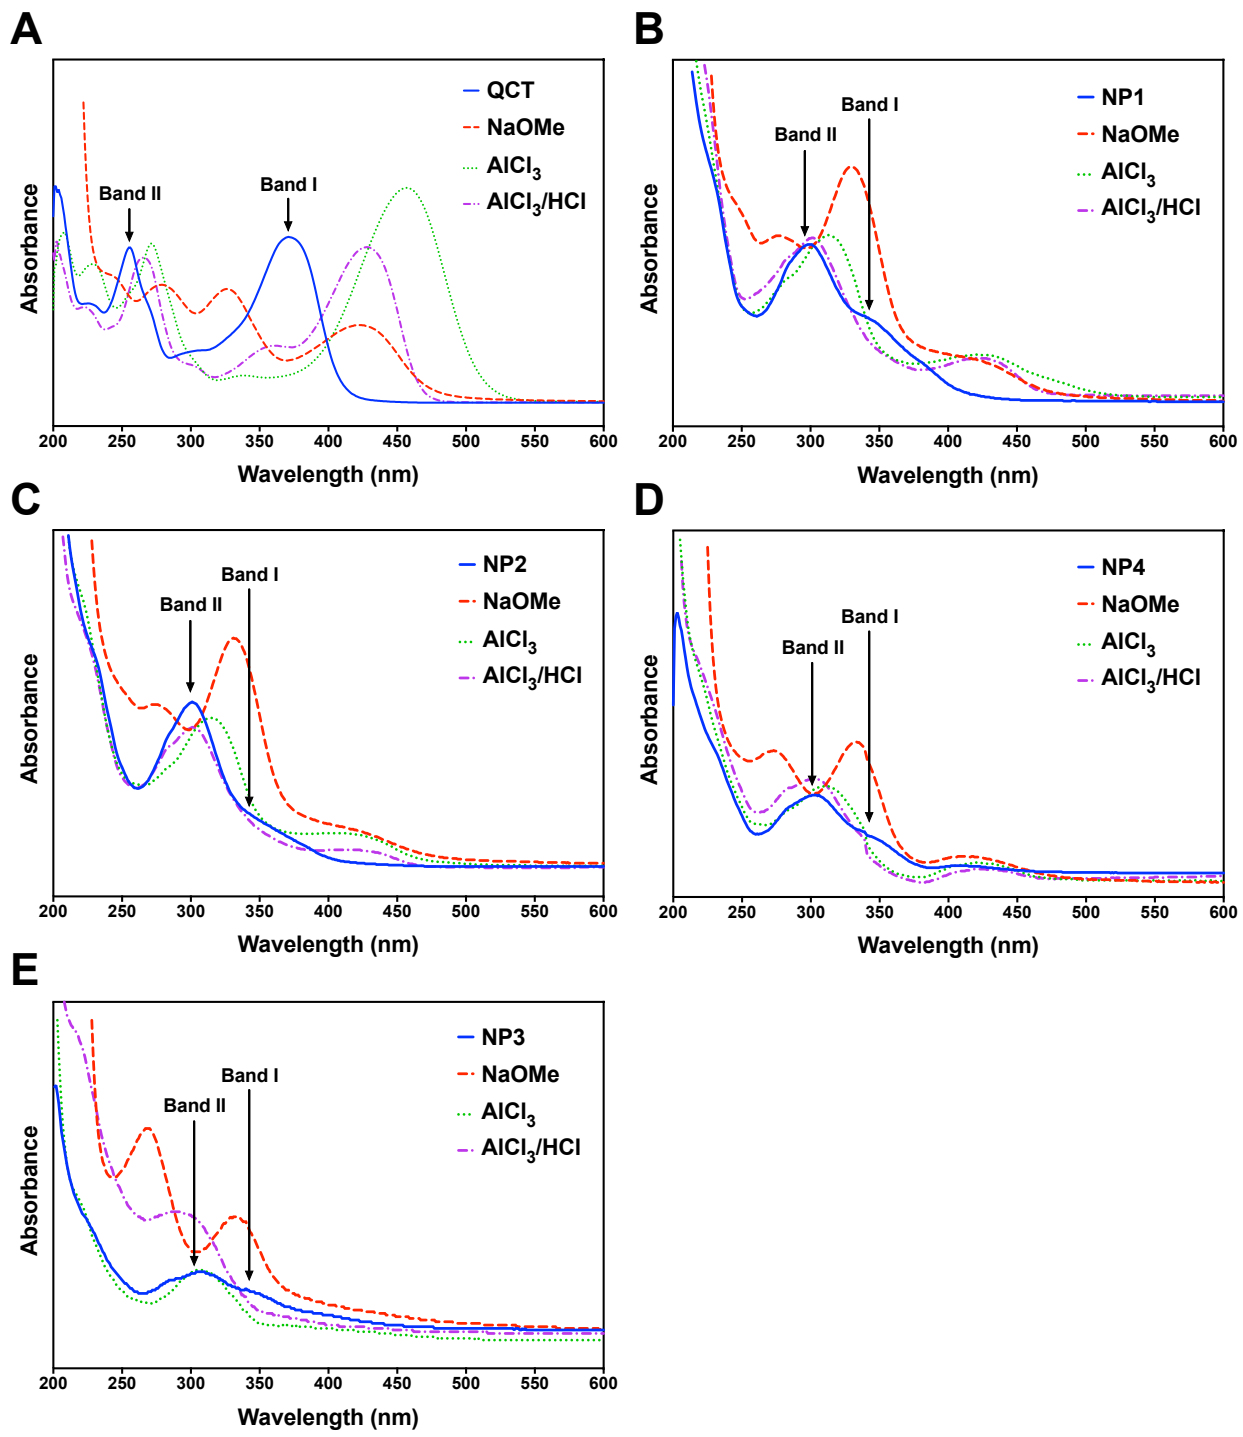 A
Absorbance
Band II
Band I
QCT
NaOMe
AlCl3
AlCl3/HCl
200 250 300 350 400 450 500 550 600
Wavelength (nm)
B
Absorbance
Band II
Band I
NP1
NaOMe
AlCl3
AlCl3/HCl
200 250 300 350 400 450 500 550 600
Wavelength (nm)
C
Absorbance
Band II
Band I
NP2
NaOMe
AlCl3
AlCl3/HCl
200 250 300 350 400 450 500 550 600
Wavelength (nm)
D
Absorbance
Band II
Band I
NP4
NaOMe
AlCl3
AlCl3/HCl
200 250 300 350 400 450 500 550 600
Wavelength (nm)
E
Absorbance
Band II
Band I
NP3
NaOMe
AlCl3
AlCl3/HCl
200 250 300 350 400 450 500 550 600
Wavelength (nm)